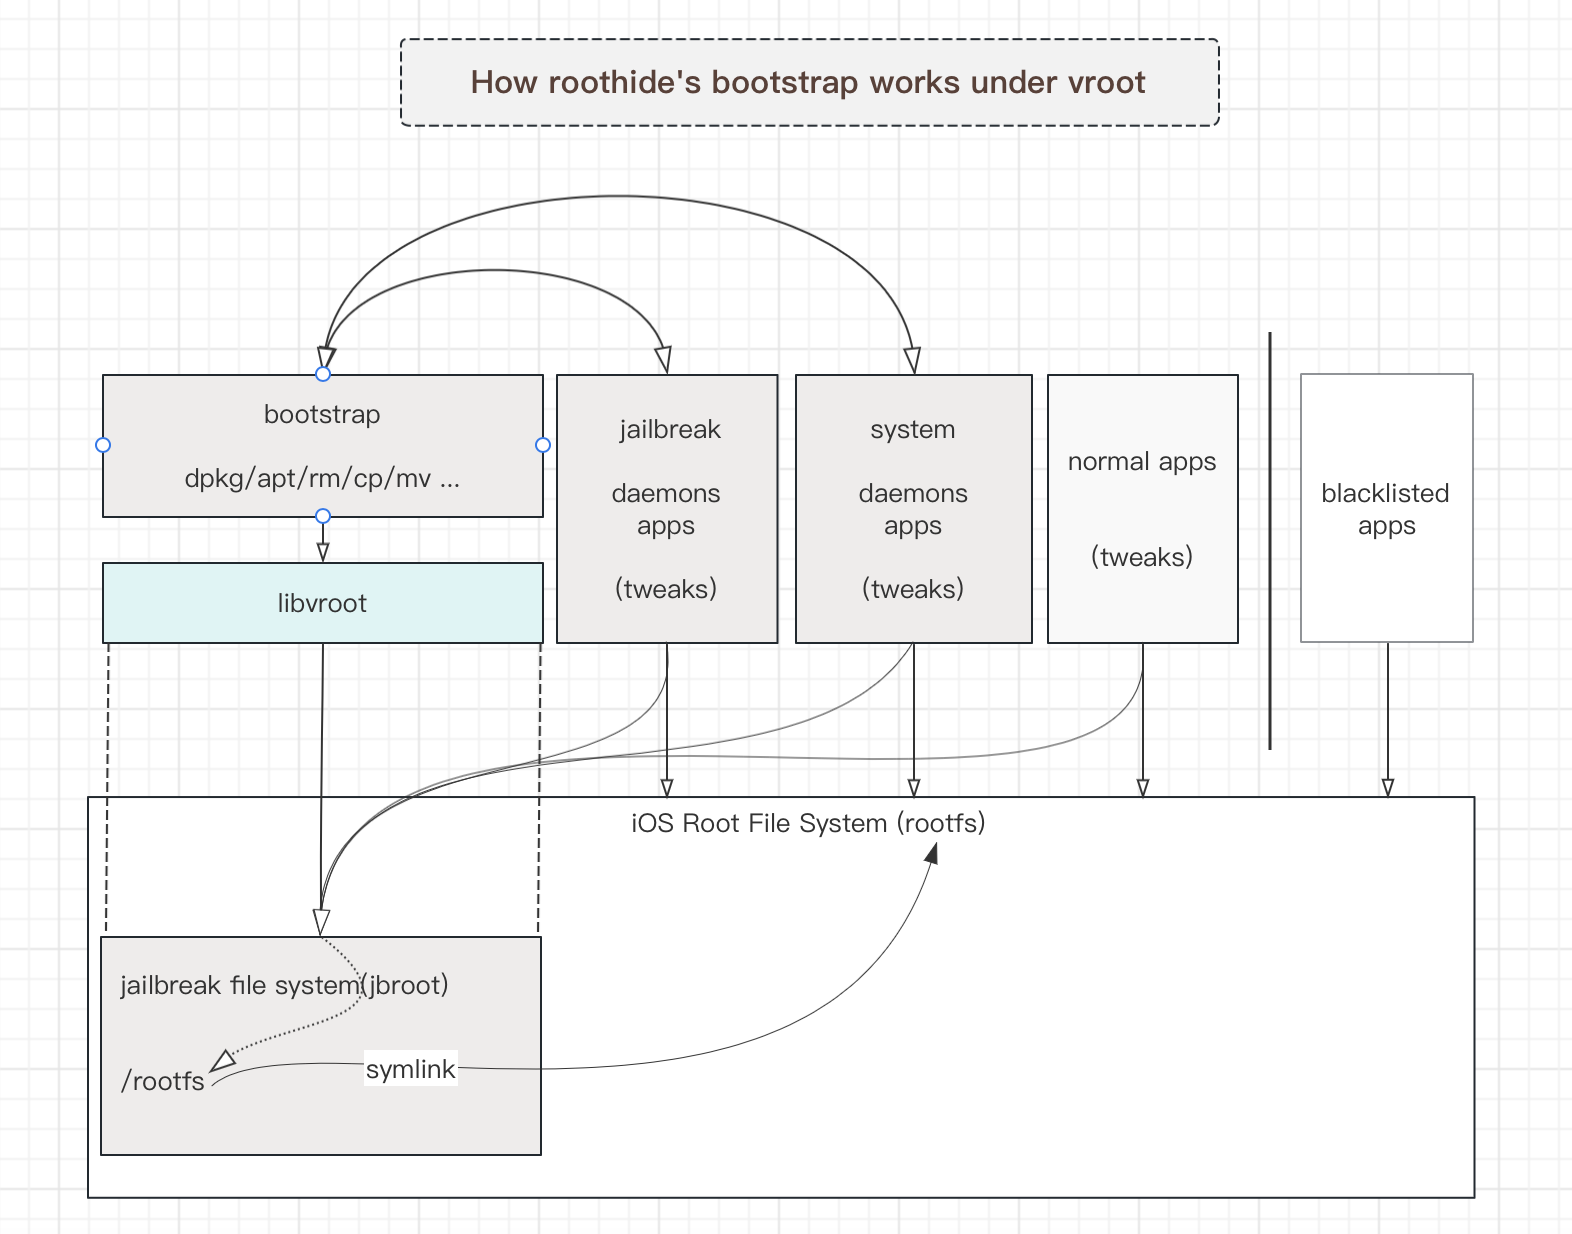 How roothide's bootstrap works under vroot
bootstrap
dpkg/apt/rm/cp/mv ...
libvroot
jailbreak
daemons
apps
(tweaks)
system
daemons
apps
(tweaks)
normal apps
(tweaks)
blacklisted
apps
iOS Root File System (rootfs)
jailbreak file system(jbroot)
symlink
/rootfs